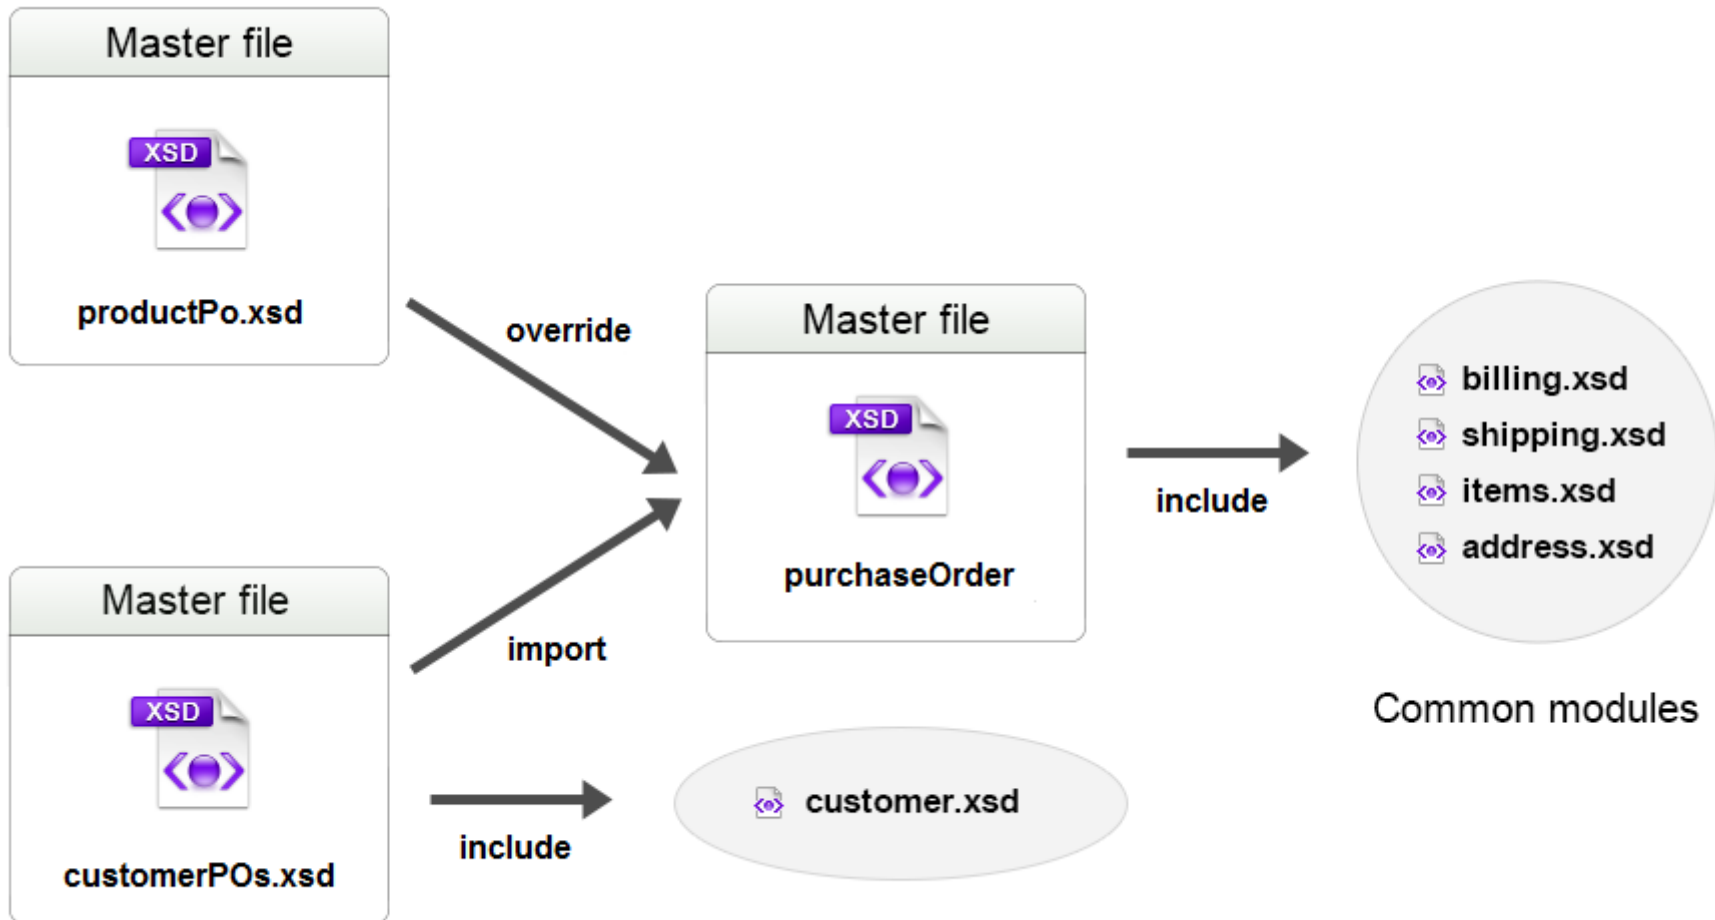 Master file
XSD
productPo.xsd
override
Master file
XSD
purchaseOrder
include
billing.xsd
shipping.xsd
items.xsd
address.xsd
Common modules
Master file
XSD
customerPOs.xsd
import
include
customer.xsd